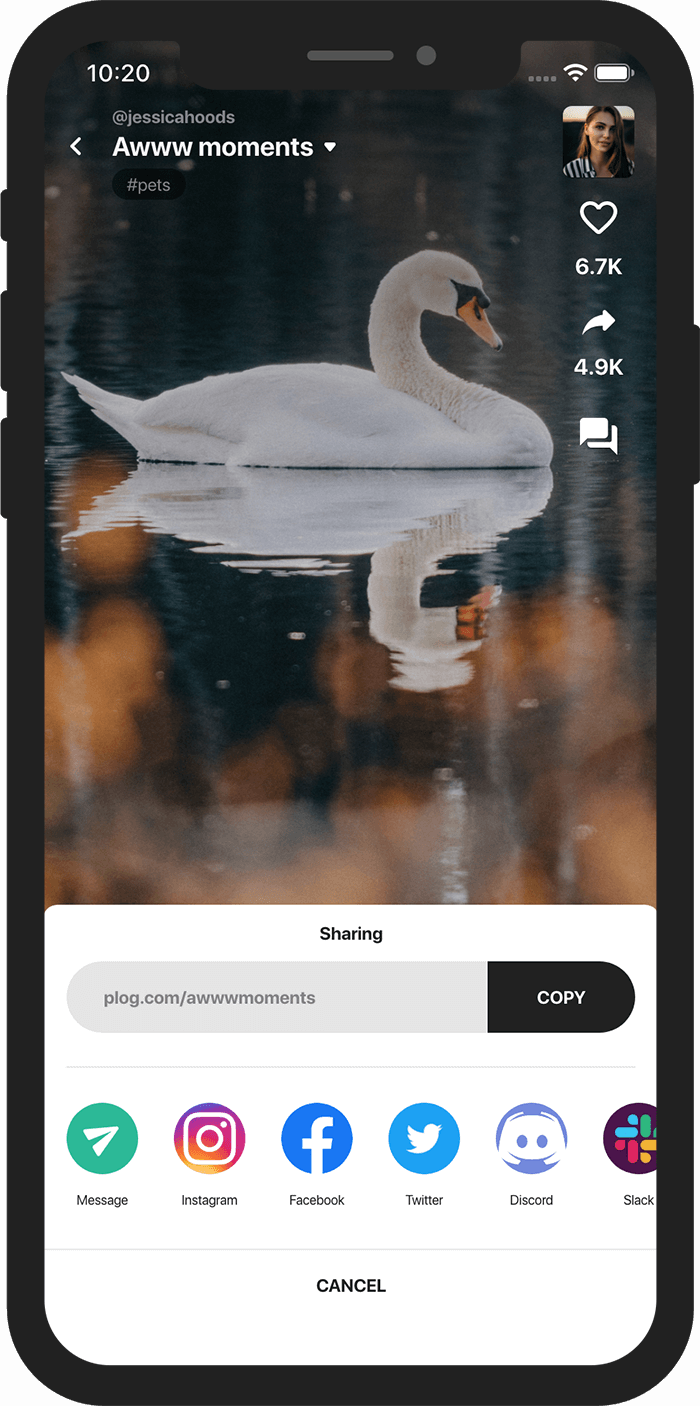 10:20
@jessicahoods
Awww moments
#pets
6.7K
4.9K
Sharing
plog.com/awwwmoments
COPY
Message Instagram Facebook Twitter Discord Slack
CANCEL